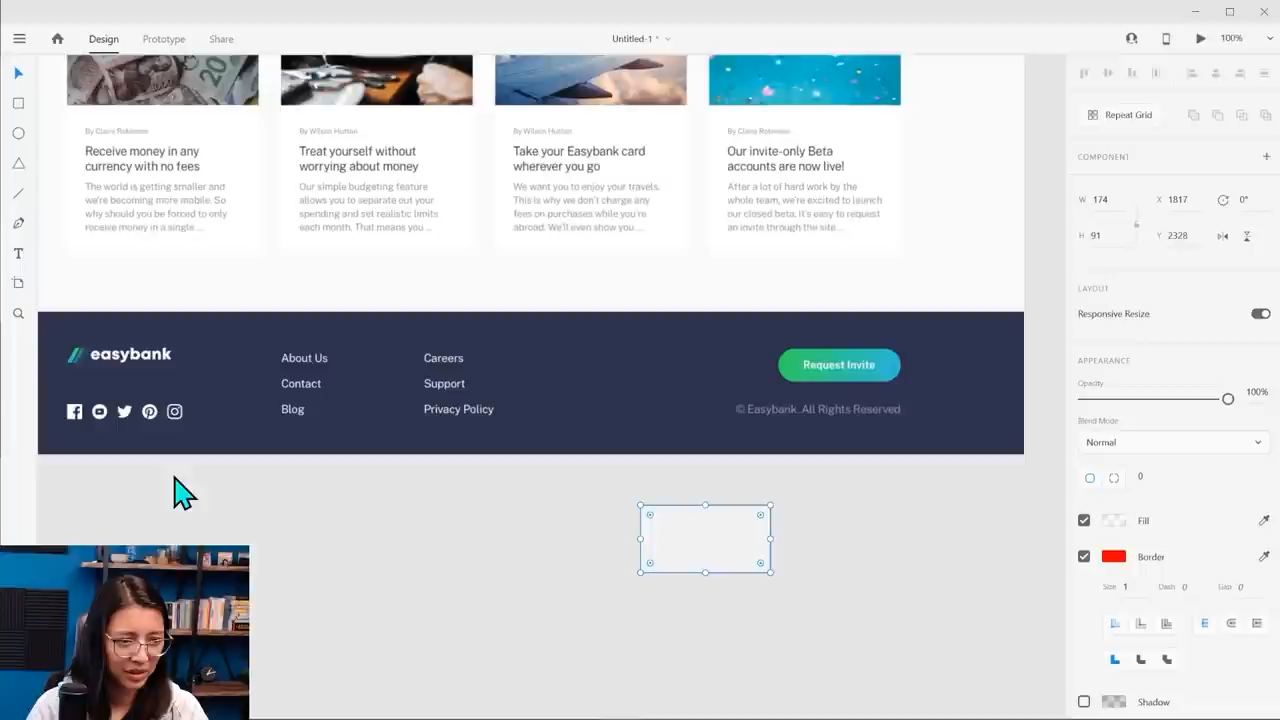 Design
Prototype
Share
Untitled-1 *
100%
20
By Claire Robinson
Receive money in any
currency with no fees
The world is getting smaller and
we're becoming more mobile. So
why should you be forced to only
receive money in a single ...
By Wilson Hutton
Treat yourself without
worrying about money
Our simple budgeting feature
allows you to separate out your
spending and set realistic limits
each month. That means you ...
By Wilson Hutton
Take your Easybank card
wherever you go
We want you to enjoy your travels.
This is why we don't charge any
fees on purchases while you're
abroad. We'll even show you ...
By Claire Robinson
Our invite-only Beta
accounts are now live!
After a lot of hard work by the
whole team, we're excited to launch
our closed beta. It's easy to request
an invite through the site ...
easybank
About Us
Contact
Blog
Careers
Support
Privacy Policy
Request Invite
© Easybank. All Rights Reserved
Repeat Grid
COMPONENT
W 174
X 1817
0°
H 91
Y 2328
LAYOUT
Responsive Resize
APPEARANCE
Opacity
100%
Blend Mode
Normal
0
Fill
Border
Size 1
Dash 0
Gap 0
Shadow